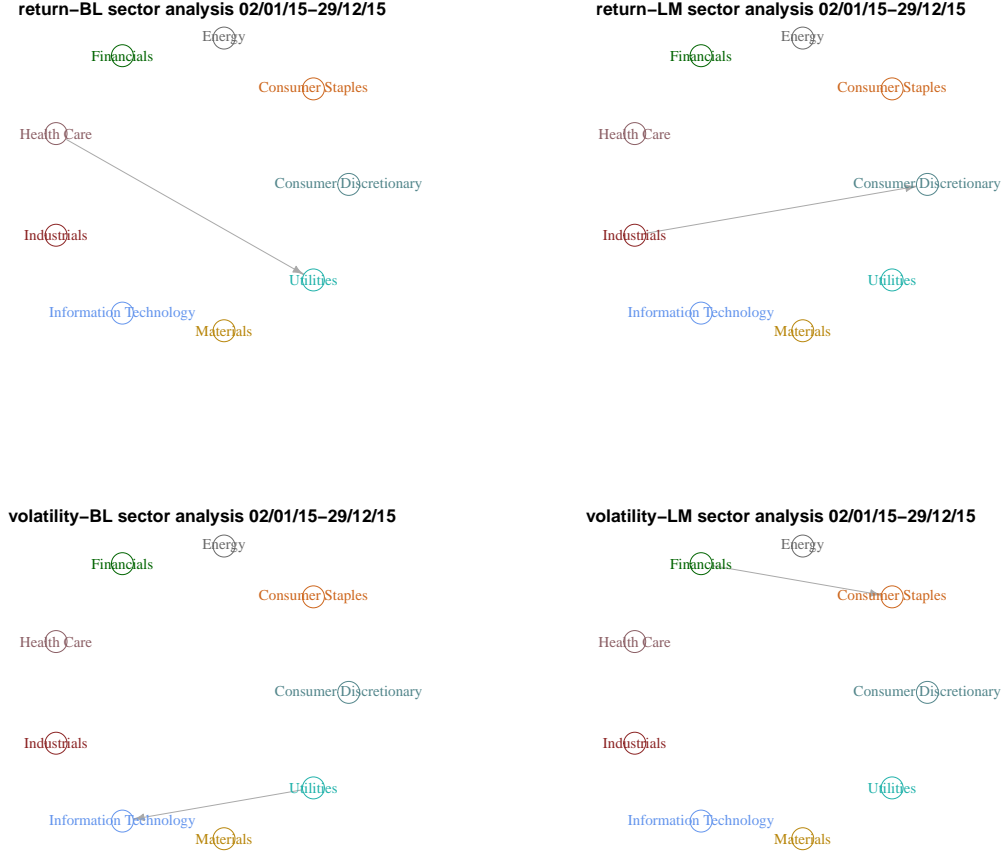 return−BL sector analysis 02/01/15−29/12/15
Energy
Financials
Consumer Staples
Health Care
Consumer Discretionary
Industrials
Utilities
Information Technology
Materials
return−LM sector analysis 02/01/15−29/12/15
Energy
Financials
Consumer Staples
Health Care
Consumer Discretionary
Industrials
Utilities
Information Technology
Materials
volatility−BL sector analysis 02/01/15−29/12/15
Energy
Financials
Consumer Staples
Health Care
Consumer Discretionary
Industrials
Utilities
Information Technology
Materials
volatility−LM sector analysis 02/01/15−29/12/15
Energy
Financials
Consumer Staples
Health Care
Consumer Discretionary
Industrials
Utilities
Information Technology
Materials